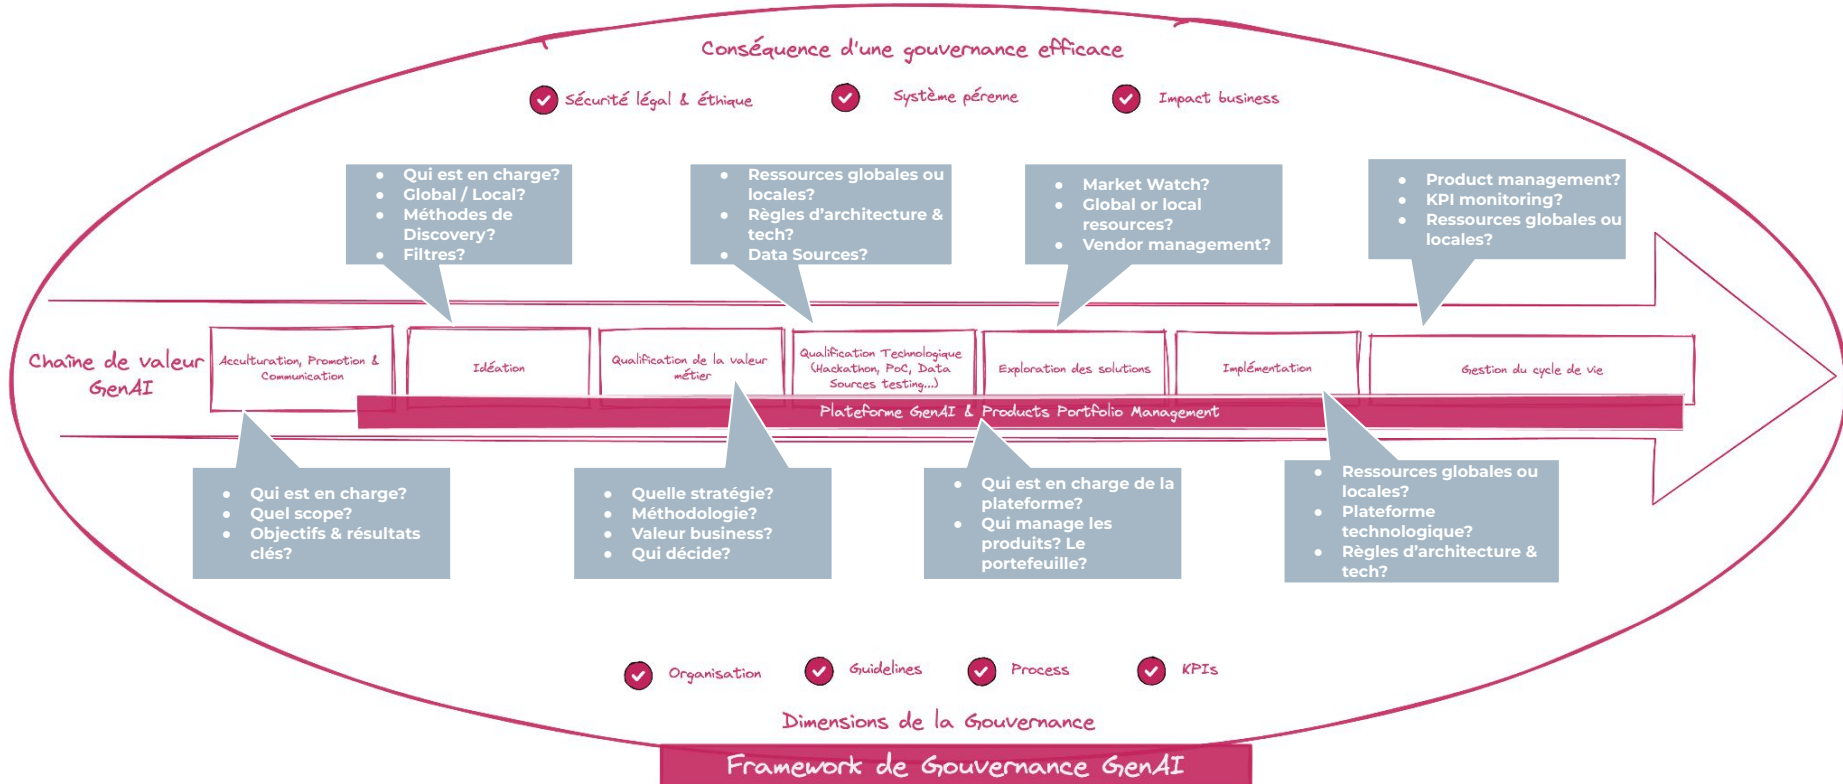 Conséquence d'une gouvernance efficace
Sécurité légal & éthique
Système pérenne
Impact business
● Qui est en charge?
● Global / Local?
● Méthodes de
Discovery?
● Filtres?
● Ressources globales ou
locales?
● Règles d'architecture &
tech?
● Data Sources?
● Market Watch?
● Global or local
resources?
● Vendor management?
● Product management?
● KPI monitoring?
● Ressources globales ou
locales?
Chaîne de valeur
GenAI
Acculturation, Promotion &
Communication
Idéation
Qualification de la valeur
métier
Qualification Technologique
(Hackathon, PoC, Data
Sources testing...)
Exploration des solutions
Implémentation
Gestion du cycle de vie
Plateforme GenAI & Products Portfolio Management
● Qui est en charge?
● Quel scope?
● Objectifs & résultats
clés?
● Quelle stratégie?
● Méthodologie?
● Valeur business?
● Qui décide?
● Qui est en charge de la
plateforme?
● Qui manage les
produits? Le
portefeuille?
● Ressources globales ou
locales?
● Plateforme
technologique?
● Règles d'architecture &
tech?
Organisation
Guidelines
Process
KPIs
Dimensions de la Gouvernance
Framework de Gouvernance GenAI